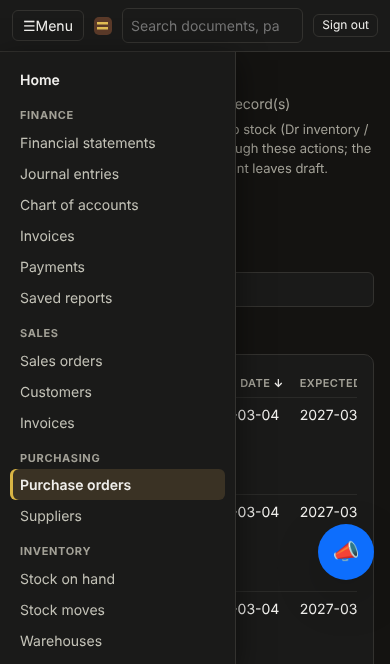 ☰Menu
Search documents, pa
Sign out
Home
FINANCE
Financial statements
Journal entries
Chart of accounts
Invoices
Payments
Saved reports
SALES
Sales orders
Customers
Invoices
PURCHASING
Purchase orders
Suppliers
INVENTORY
Stock on hand
Stock moves
Warehouses
ecord(s)
stock (Dr inventory /
ugh these actions; the
nt leaves draft.
DATE ↓ EXPECTED
-03-04 2027-03
-03-04 2027-03
-03-04 2027-03